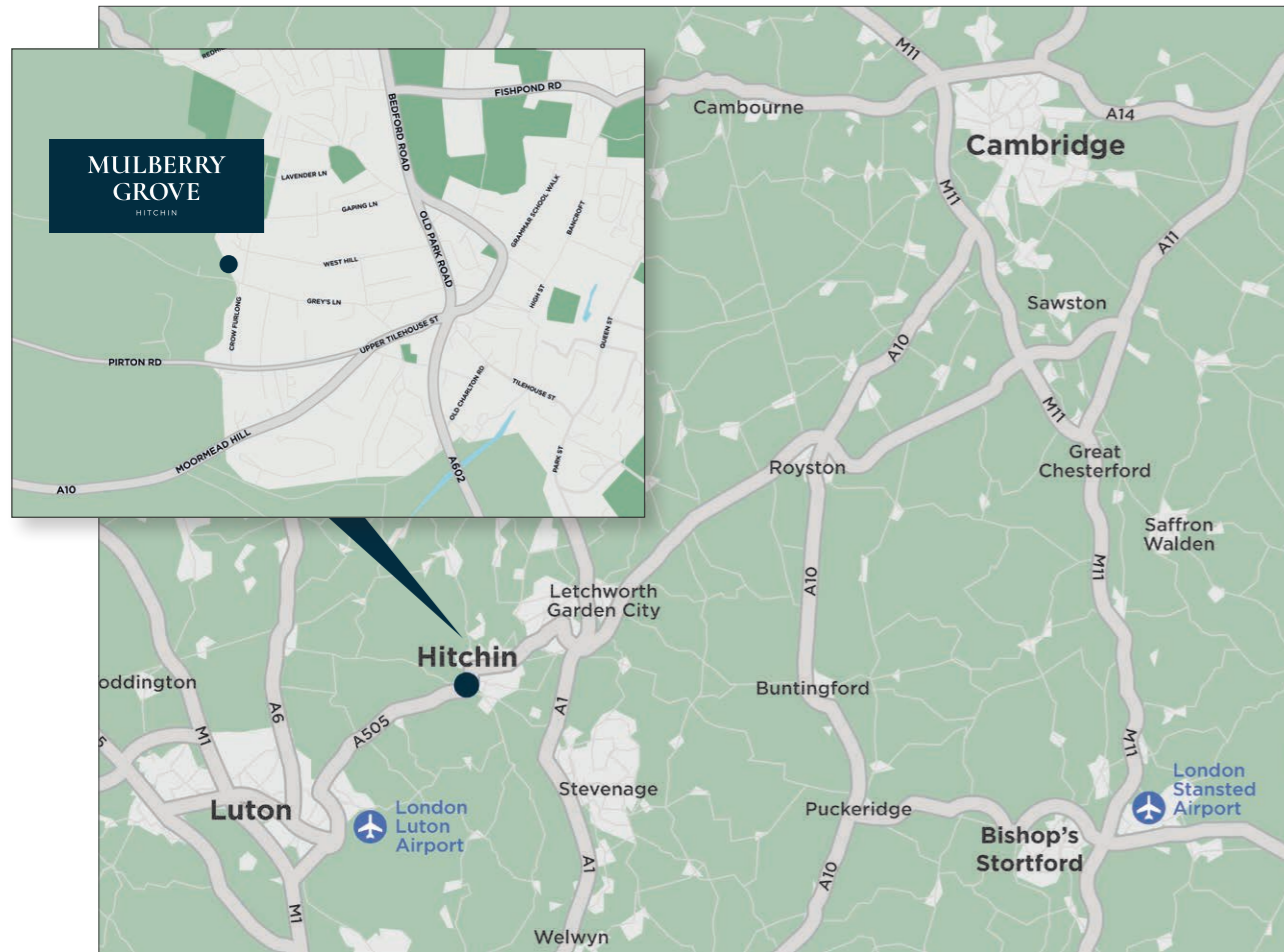 REDHI
BEDFORD ROAD
FISHPOND RD
MULBERRY
GROVE
HITCHIN
LAVENDER LN
GAPING LN
OLD PARK ROAD
GRAMMAR SCHOOL WALK
BANCROFT
WEST HILL
GREY'S LN
CROW FURLONG
HIGH ST
QUEEN ST
UPPER TILEHOUSE ST
PIRTON RD
OLD CHARLTON RD
TILEHOUSE ST
MOORMEAD HILL
A10
A602
PARK ST
M11
Cambourne
A14
Cambridge
M11
A11
Sawston
A10
M11
Royston
Great
Chesterford
Saffron
Walden
A10
M11
Letchworth
Garden City
Hitchin
oddington
Buntingford
A6
A1
M1
A505
5
M11
Luton
London
Luton
Airport
Stevenage
Puckeridge
London
Stansted
Airport
Bishop's
Stortford
A1
A10
M1
Welwyn